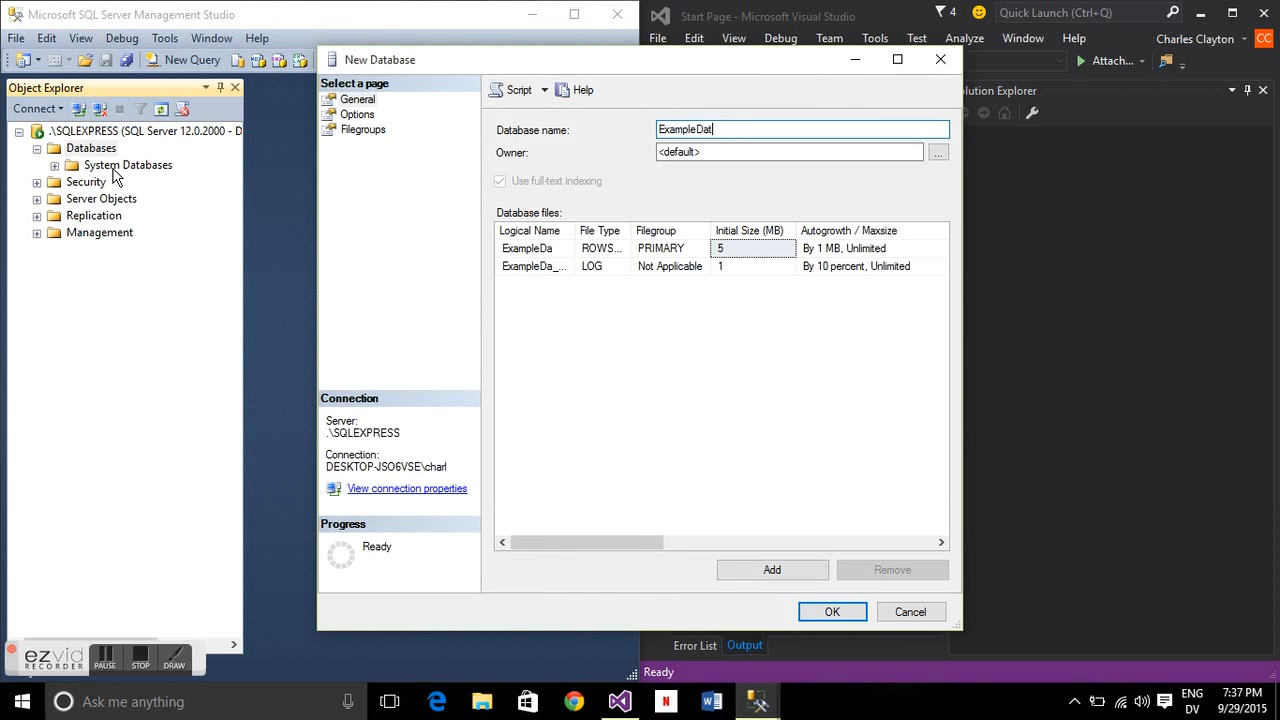 Microsoft SQL Server Management Studio
File Edit View Debug Tools Window Help
New Query
Object Explorer
Connect
.\SQLEXPRESS (SQL Server 12.0.2000 - D
Databases
System Databases
Security
Server Objects
Replication
Management
New Database
Select a page
General
Options
Filegroups
Script Help
Database name: ExampleDat
Owner: <default> ...
Use full-text indexing
Database files:
Logical Name File Type Filegroup Initial Size (MB) Autogrowth / Maxsize
ExampleDa ROWS... PRIMARY 5 By 1 MB, Unlimited
ExampleDa_... LOG Not Applicable 1 By 10 percent, Unlimited
Connection
Server:
.\SQLEXPRESS
Connection:
DESKTOP-JSO6VSE\charl
View connection properties
Progress
Ready
Add Remove
OK Cancel
Start Page - Microsoft Visual Studio 4 Quick Launch (Ctrl+Q)
File Edit View Debug Team Tools Test
Analyze Window Help Charles Clayton CC
Attach...
olution Explorer
Error List Output
Ready
ezvid
RECORDER
PAUSE STOP DRAW
Ask me anything
N
ENG
DV
7:37 PM
9/29/2015